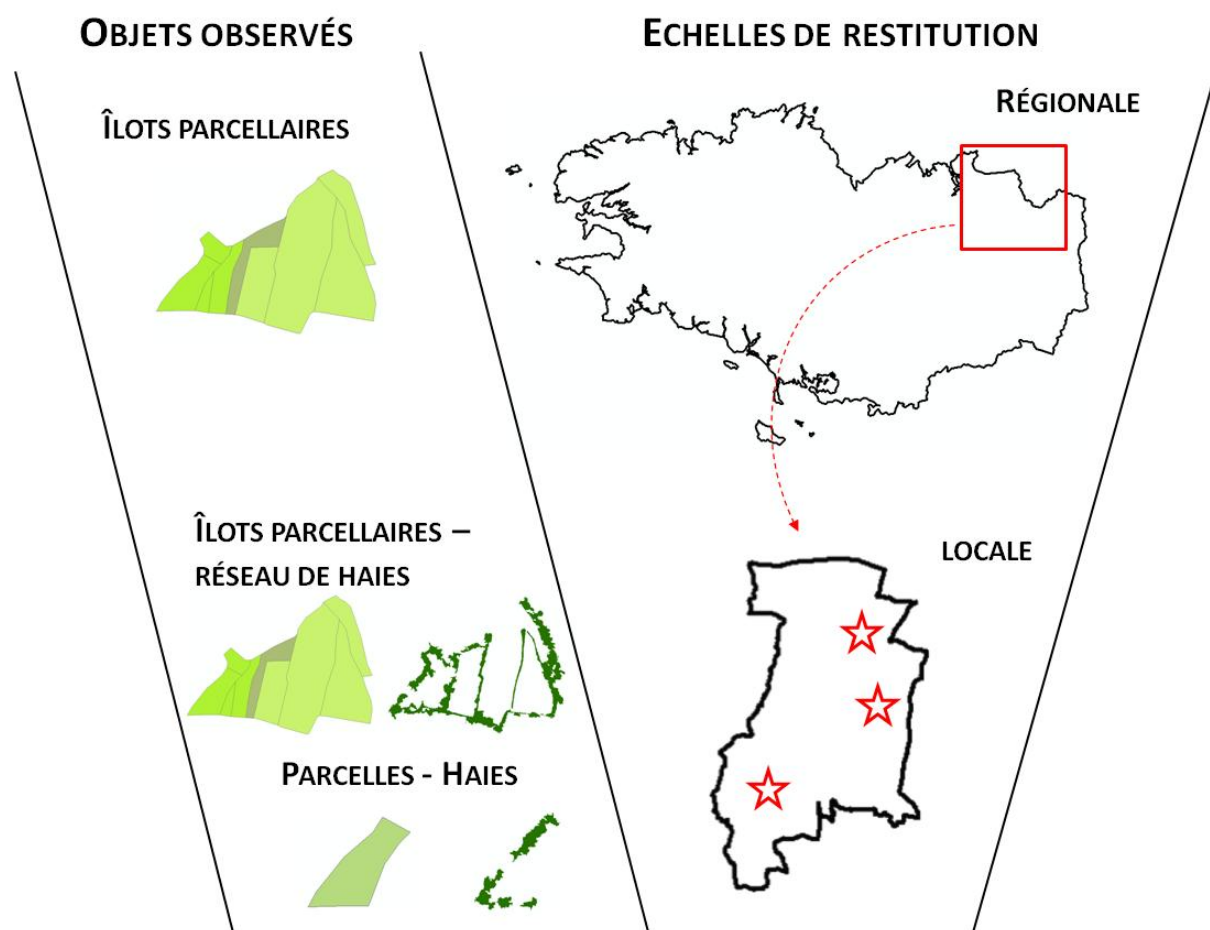 OBJETS OBSERVÉS
ECHELLES DE RESTITUTION
RÉGIONALE
ÎLOTS PARCELLAIRES
ÎLOTS PARCELLAIRES –
RÉSEAU DE HAIES
LOCALE
PARCELLES - HAIES